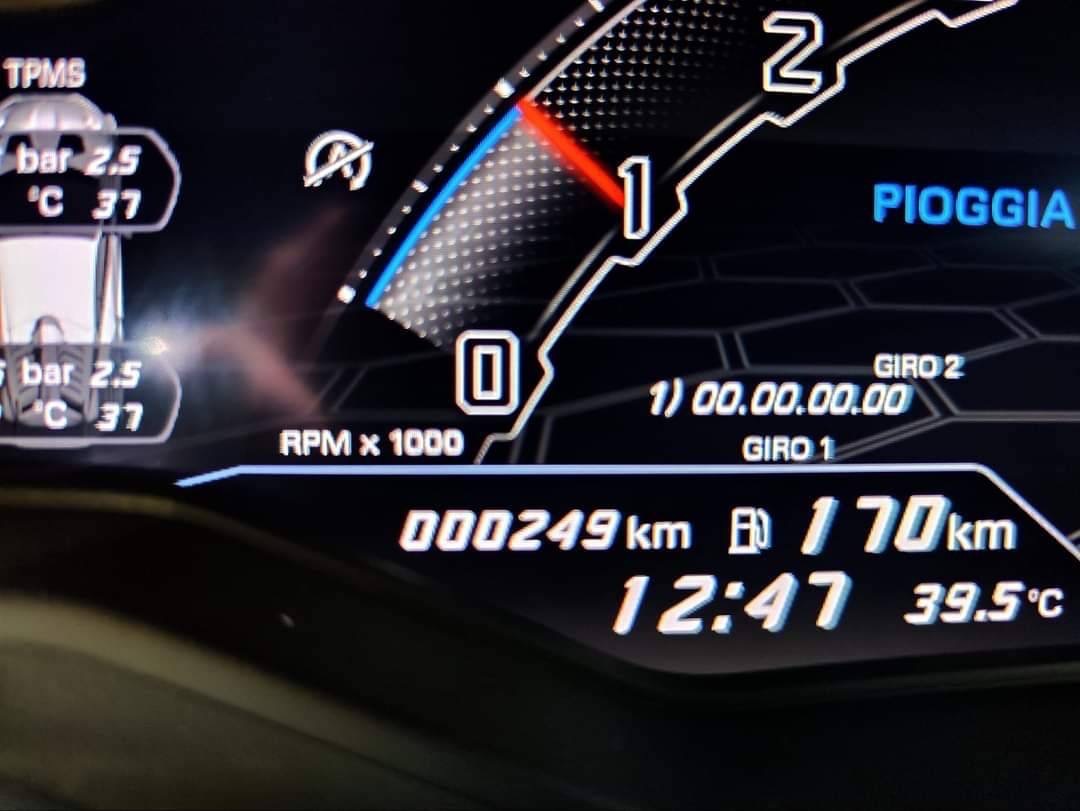 TPMS
bar 2.5
°C 37
bar 2.5
°C 37
A
2
1
0
RPM x 1000
PIOGGIA
GIRO 2
1) 00.00.00.00
GIRO 1
000249 km 170 km
12:47 39.5 °C